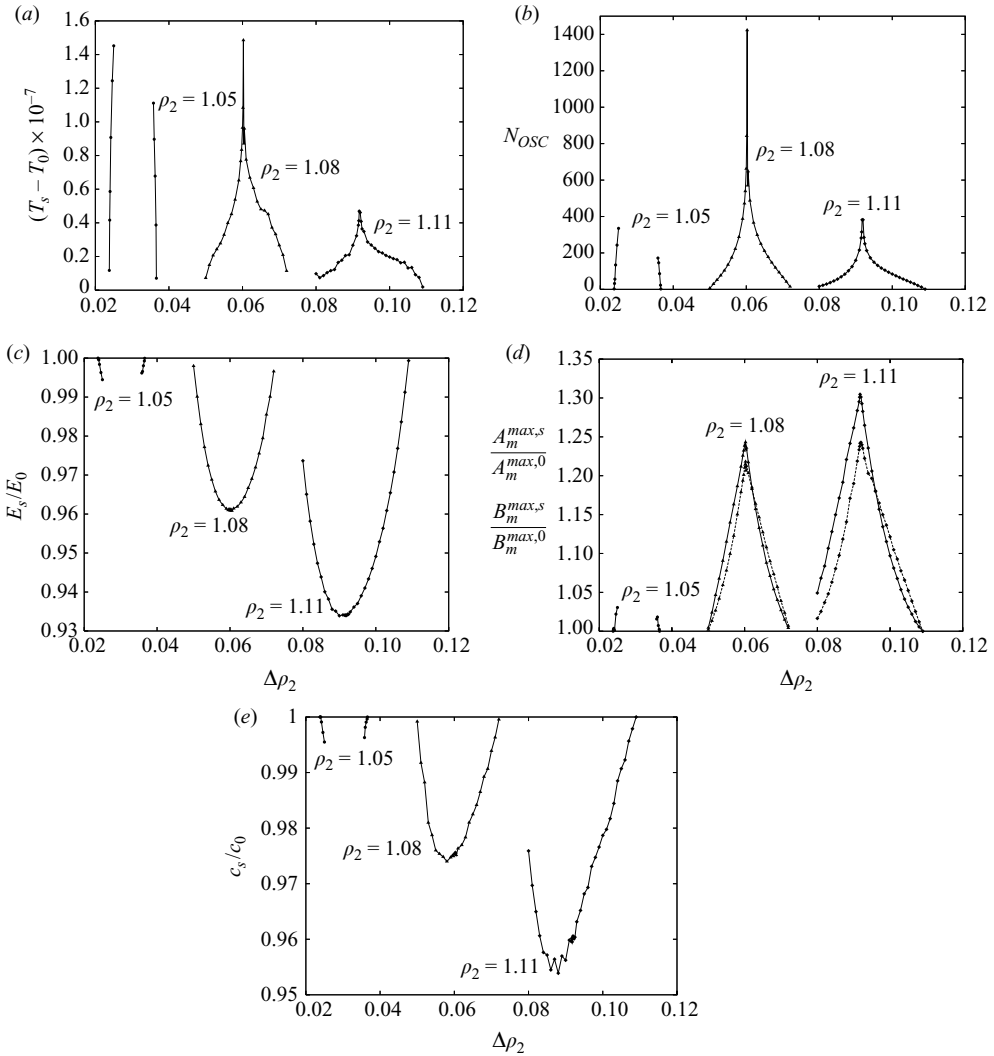 (a)
1.6
1.4
1.2
1.0
0.8
0.6
0.4
0.2
0
(T_s − T_0) × 10^{−7}
ρ_2 = 1.05
ρ_2 = 1.08
ρ_2 = 1.11
0.02 0.04 0.06 0.08 0.10 0.12
(b)
1400
1200
1000
800
600
400
200
0
N_{OSC}
ρ_2 = 1.08
ρ_2 = 1.05
ρ_2 = 1.11
0.02 0.04 0.06 0.08 0.10 0.12
(c)
1.00
0.99
0.98
0.97
0.96
0.95
0.94
0.93
E_s/E_0
ρ_2 = 1.05
ρ_2 = 1.08
ρ_2 = 1.11
0.02 0.04 0.06 0.08 0.10 0.12
Δρ_2
(d)
1.35
1.30
1.25
1.20
1.15
1.10
1.05
1.00
A_m^{max,s}
A_m^{max,0}
B_m^{max,s}
B_m^{max,0}
ρ_2 = 1.11
ρ_2 = 1.08
ρ_2 = 1.05
0.02 0.04 0.06 0.08 0.10 0.12
Δρ_2
(e)
1
0.99
0.98
0.97
0.96
0.95
c_s/c_0
ρ_2 = 1.05
ρ_2 = 1.08
ρ_2 = 1.11
0.02 0.04 0.06 0.08 0.10 0.12
Δρ_2